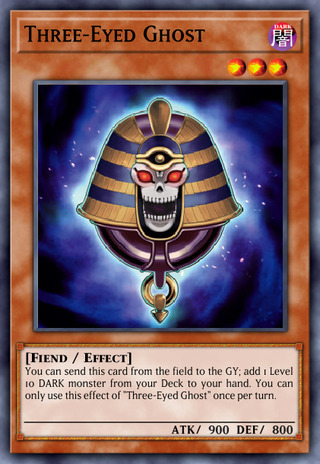 Three-Eyed Ghost
DARK
闇
[Fiend / Effect]
You can send this card from the field to the GY; add 1 Level
10 DARK monster from your Deck to your hand. You can
only use this effect of "Three-Eyed Ghost" once per turn.
ATK/ 900 DEF/ 800